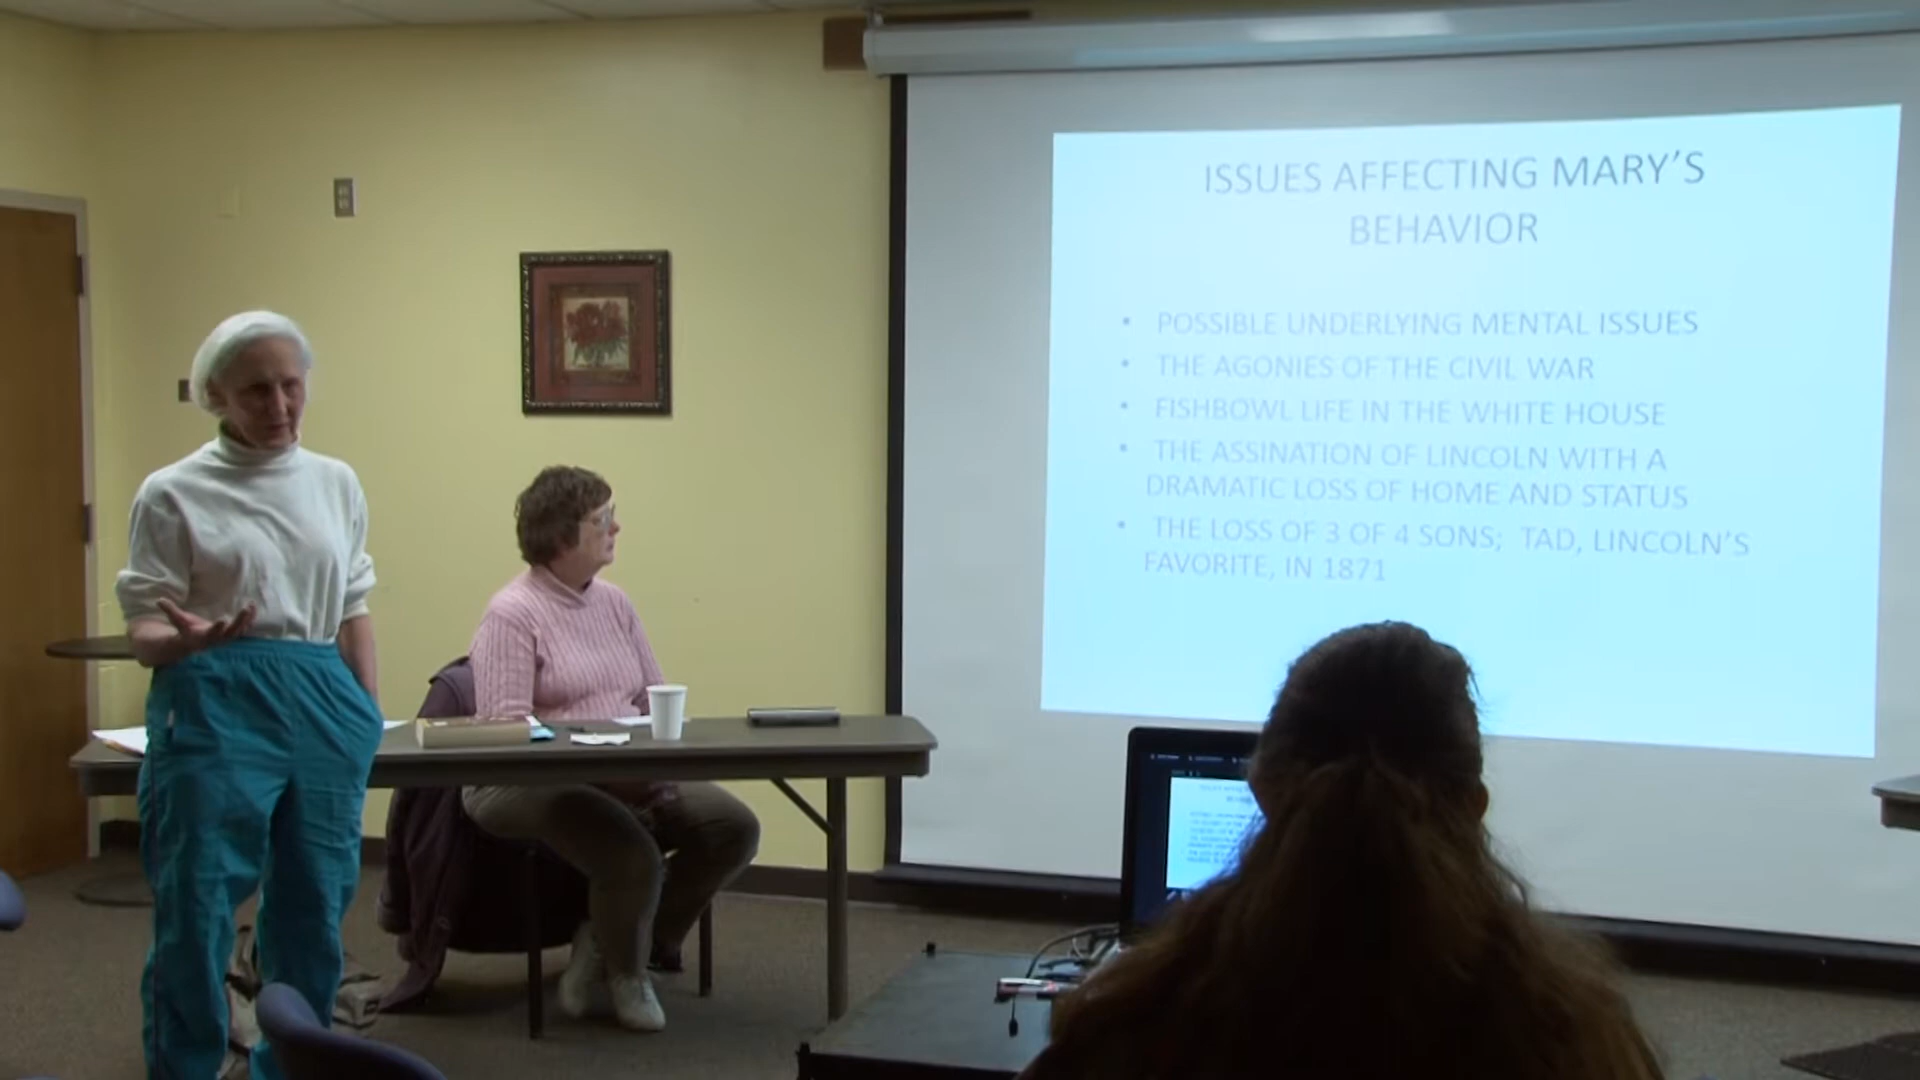 ISSUES AFFECTING MARY'S
BEHAVIOR
• POSSIBLE UNDERLYING MENTAL ISSUES
• THE AGONIES OF THE CIVIL WAR
• FISHBOWL LIFE IN THE WHITE HOUSE
• THE ASSINATION OF LINCOLN WITH A
DRAMATIC LOSS OF HOME AND STATUS
• THE LOSS OF 3 OF 4 SONS; TAD, LINCOLN'S
FAVORITE, IN 1871